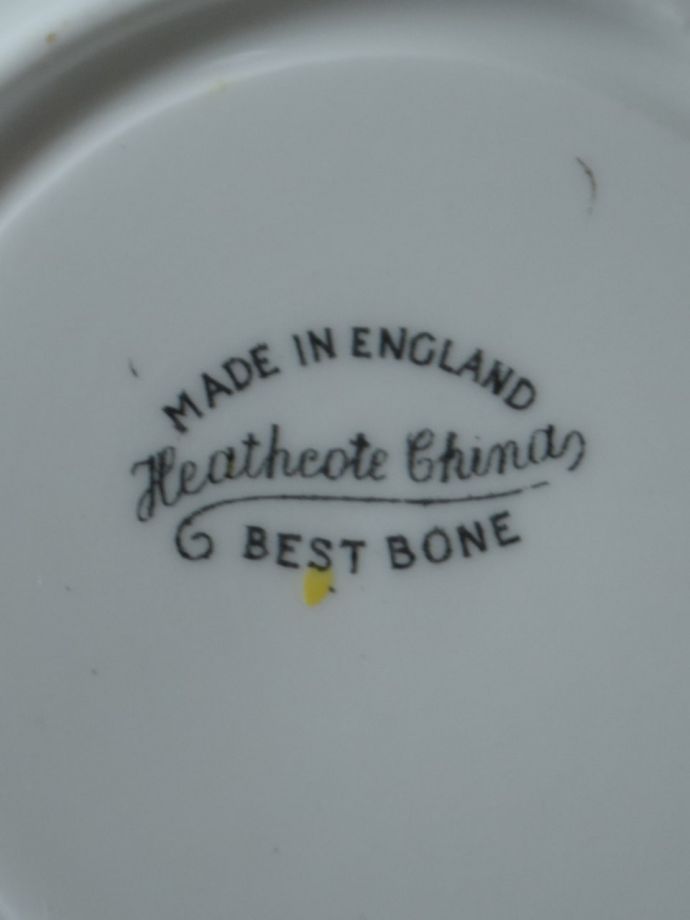 MADE IN ENGLAND
Heathcote China
BEST BONE